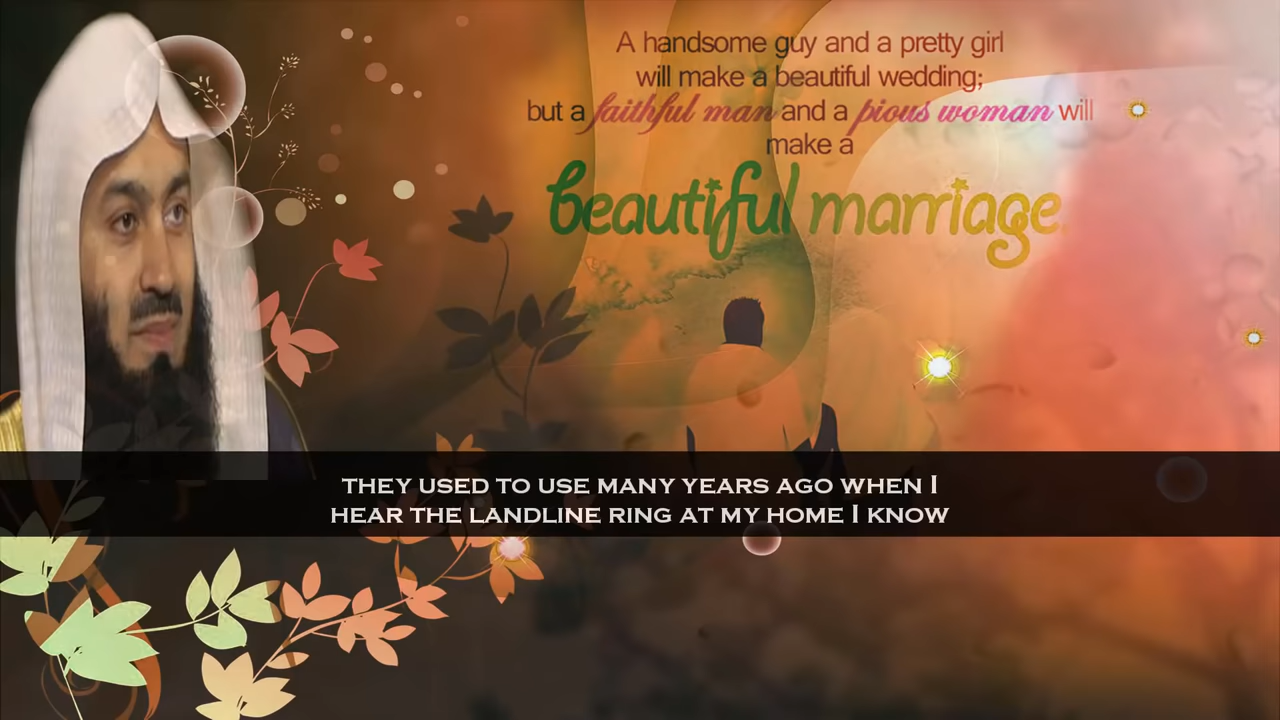 A handsome guy and a pretty girl
will make a beautiful wedding;
but a faithful man and a pious woman will
make a
beautiful marriage.
THEY USED TO USE MANY YEARS AGO WHEN I
HEAR THE LANDLINE RING AT MY HOME I KNOW